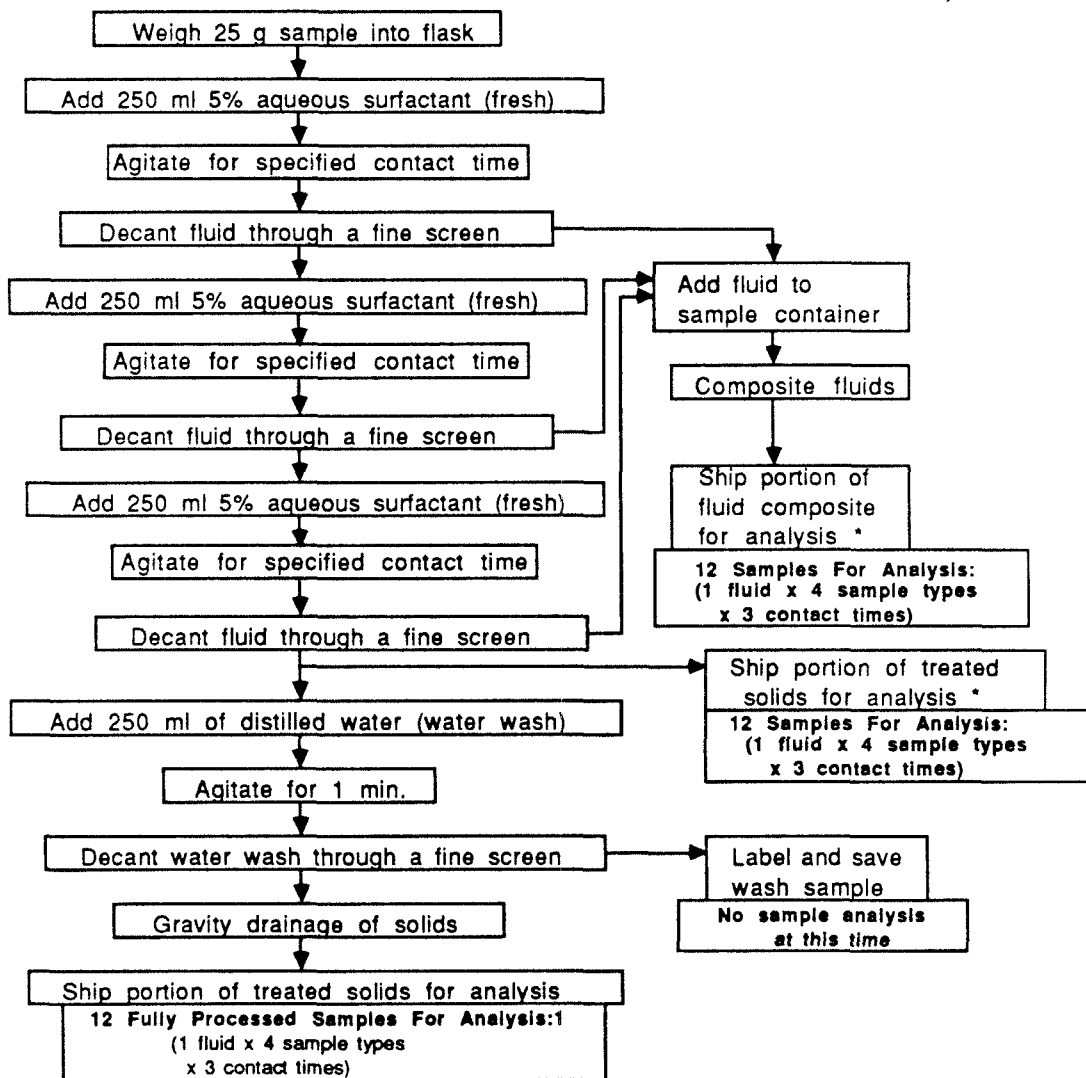 Weigh 25 g sample into flask
Add 250 ml 5% aqueous surfactant (fresh)
Agitate for specified contact time
Decant fluid through a fine screen
Add 250 ml 5% aqueous surfactant (fresh)
Agitate for specified contact time
Decant fluid through a fine screen
Add 250 ml 5% aqueous surfactant (fresh)
Agitate for specified contact time
Decant fluid through a fine screen
Add fluid to
sample container
Composite fluids
Ship portion of
fluid composite
for analysis *
12 Samples For Analysis:
(1 fluid x 4 sample types
x 3 contact times)
Ship portion of treated
solids for analysis *
12 Samples For Analysis:
(1 fluid x 4 sample types
x 3 contact times)
Add 250 ml of distilled water (water wash)
Agitate for 1 min.
Decant water wash through a fine screen
Label and save
wash sample
No sample analysis
at this time
Gravity drainage of solids
Ship portion of treated solids for analysis
12 Fully Processed Samples For Analysis:1
(1 fluid x 4 sample types
x 3 contact times)